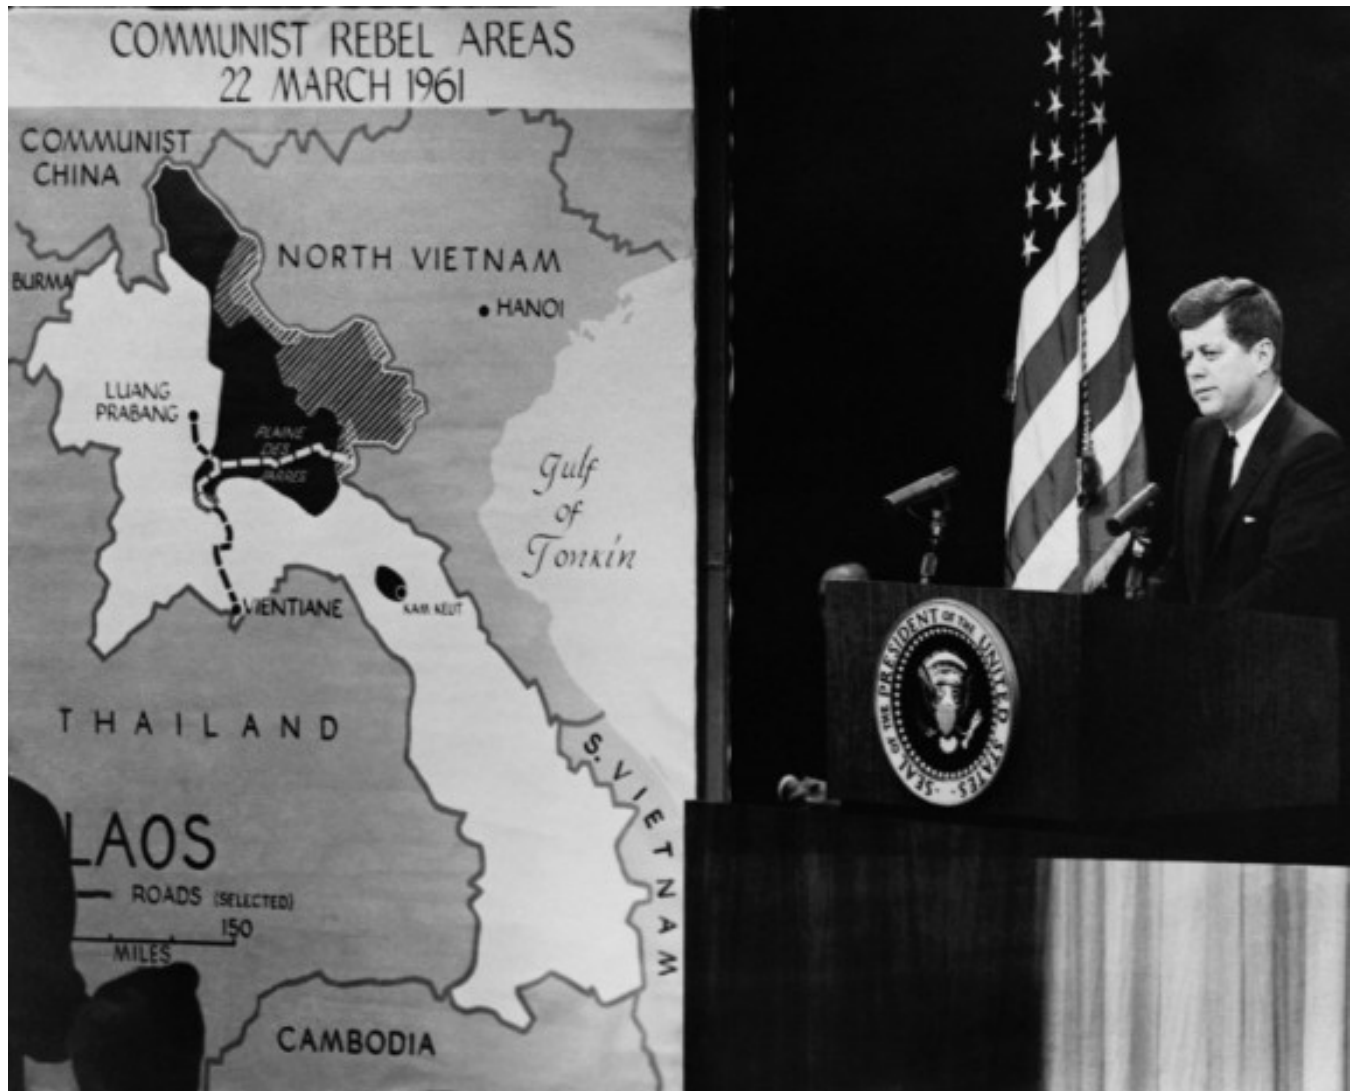 COMMUNIST REBEL AREAS
22 MARCH 1961
COMMUNIST
CHINA
BURMA
NORTH VIETNAM
HANOI
LUANG
PRABANG
PLAINE
DES
JARRES
Gulf
of
Tonkin
VIENTIANE
KAM KEUT
THAILAND
S. VIETNAM
LAOS
ROADS (SELECTED)
150
MILES
CAMBODIA
SEAL OF THE PRESIDENT OF THE UNITED STATES